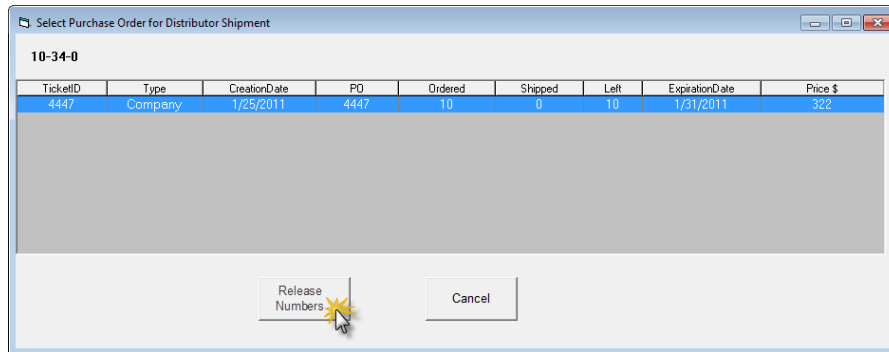 Select Purchase Order for Distributor Shipment
10-34-0
TicketID Type CreationDate PO Ordered Shipped Left ExpirationDate Price $
4447 Company 1/25/2011 4447 10 0 10 1/31/2011 322
Release
Numbers
Cancel